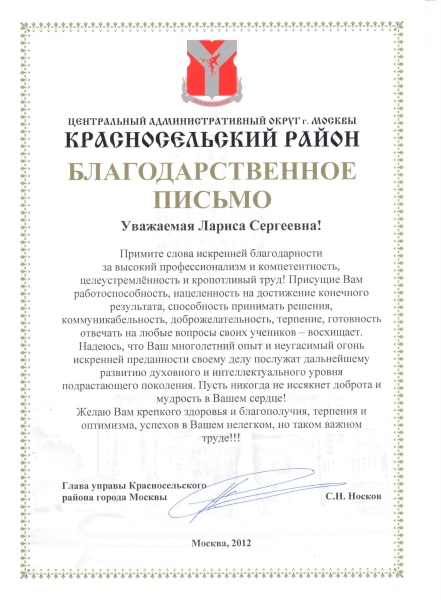 ЦЕНТРАЛЬНЫЙ АДМИНИСТРАТИВНЫЙ ОКРУГ г. МОСКВЫ
КРАСНОСЕЛЬСКИЙ РАЙОН
БЛАГОДАРСТВЕННОЕ
ПИСЬМО
Уважаемая Лариса Сергеевна!
Примите слова искренней благодарности
за высокий профессионализм и компетентность,
целеустремлённость и кропотливый труд! Присущие Вам
работоспособность, нацеленность на достижение конечного
результата, способность принимать решения,
коммуникабельность, доброжелательность, терпение, готовность
отвечать на любые вопросы своих учеников – восхищает.
Надеюсь, что Ваш многолетний опыт и неугасимый огонь
искренней преданности своему делу послужат дальнейшему
развитию духовного и интеллектуального уровня
подрастающего поколения. Пусть никогда не иссякнет доброта и
мудрость в Вашем сердце!
Желаю Вам крепкого здоровья и благополучия, терпения и
оптимизма, успехов в Вашем нелегком, но таком важном
труде!!!
Глава управы Красносельского
района города Москвы С.Н. Носков
Москва, 2012